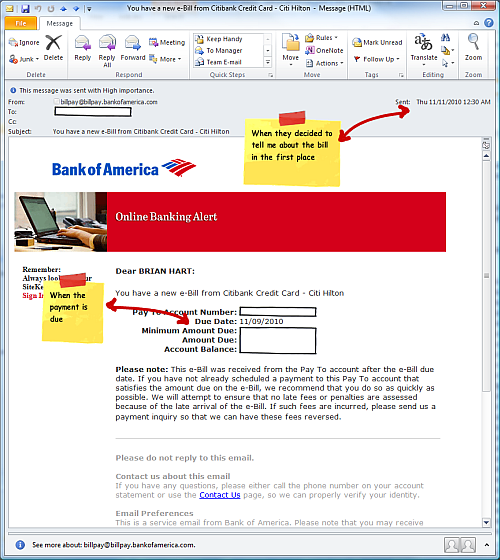 You have a new e-Bill from Citibank Credit Card - Citi Hilton - Message (HTML)
File Message
Ignore
Junk
Delete
Delete
Reply
Reply All
Forward
Meeting
IM
More
Respond
Keep Handy
To Manager
Team E-mail
Quick Steps
Move
Rules
OneNote
Actions
Move
Mark Unread
Categorize
Follow Up
Tags
Translate
Editing
Zoom
Zoom
This message was sent with High importance.
From: billpay@billpay.bankofamerica.com Sent: Thu 11/11/2010 12:30 AM
To:
Cc:
Subject: You have a new e-Bill from Citibank Credit Card - Citi Hilton
When they decided to
tell me about the bill
in the first place
Bank of America
Online Banking Alert
Remember:
Always look
SiteKe
Sign In
When the
payment is
due
Dear BRIAN HART:
You have a new e-Bill from Citibank Credit Card - Citi Hilton
Pay To Account Number:
Due Date: 11/09/2010
Minimum Amount Due:
Amount Due:
Account Balance:
Please note: This e-Bill was received from the Pay To account after the e-Bill due
date. If you have not already scheduled a payment to this Pay To account that
satisfies the amount due on the e-Bill, we recommend that you do so as quickly as
possible. We will attempt to ensure that no late fees or penalties are assessed
because of the late arrival of the e-Bill. If such fees are incurred, please send us a
payment inquiry so that we can have these fees reversed.
Please do not reply to this email.
Contact us about this email
If you have any questions, please either call the phone number on your account
statement or use the Contact Us page, so we can properly verify your identity.
Email Preferences
This is a service email from Bank of America. Please note that you may receive
See more about: billpay@billpay.bankofamerica.com.